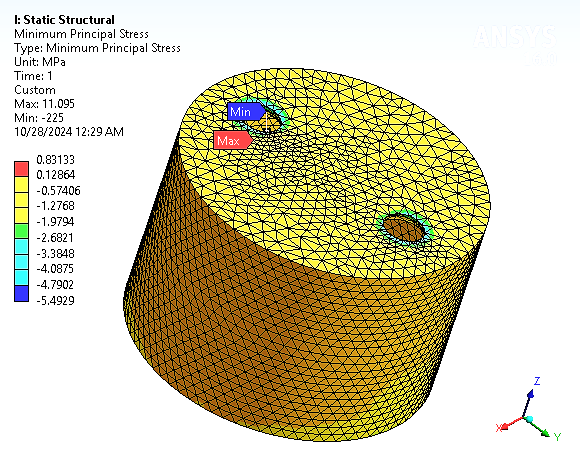 I: Static Structural
Minimum Principal Stress
Type: Minimum Principal Stress
Unit: MPa
Time: 1
Custom
Max: 11.095
Min: -225
10/28/2024 12:29 AM
ANSYS
Min
Max
0.83133
0.12864
-0.57406
-1.2768
-1.9794
-2.6821
-3.3848
-4.0875
-4.7902
-5.4929
Z
X
Y